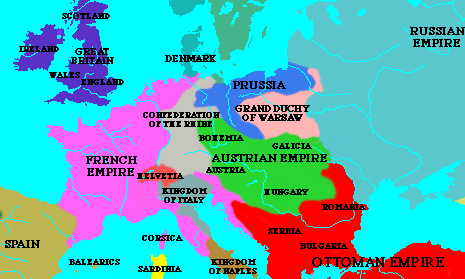 SCOTLAND
RUSSIAN
EMPIRE
IRELAND
GREAT
BRITAIN
DENMARK
WALES
ENGLAND
PRUSSIA
GRAND DUCHY
OF WARSAW
CONFEDERATION
OF THE RHINE
BOHEMIA
GALICIA
FRENCH
EMPIRE
AUSTRIAN EMPIRE
HELVETIA
AUSTRIA
KINGDOM
OF ITALY
HUNGARY
ROMANIA
CORSICA
SERBIA
SPAIN
BULGARIA
BALEARICS
SARDINIA
KINGDOM
OF NAPLES
OTTOMAN EMPIRE